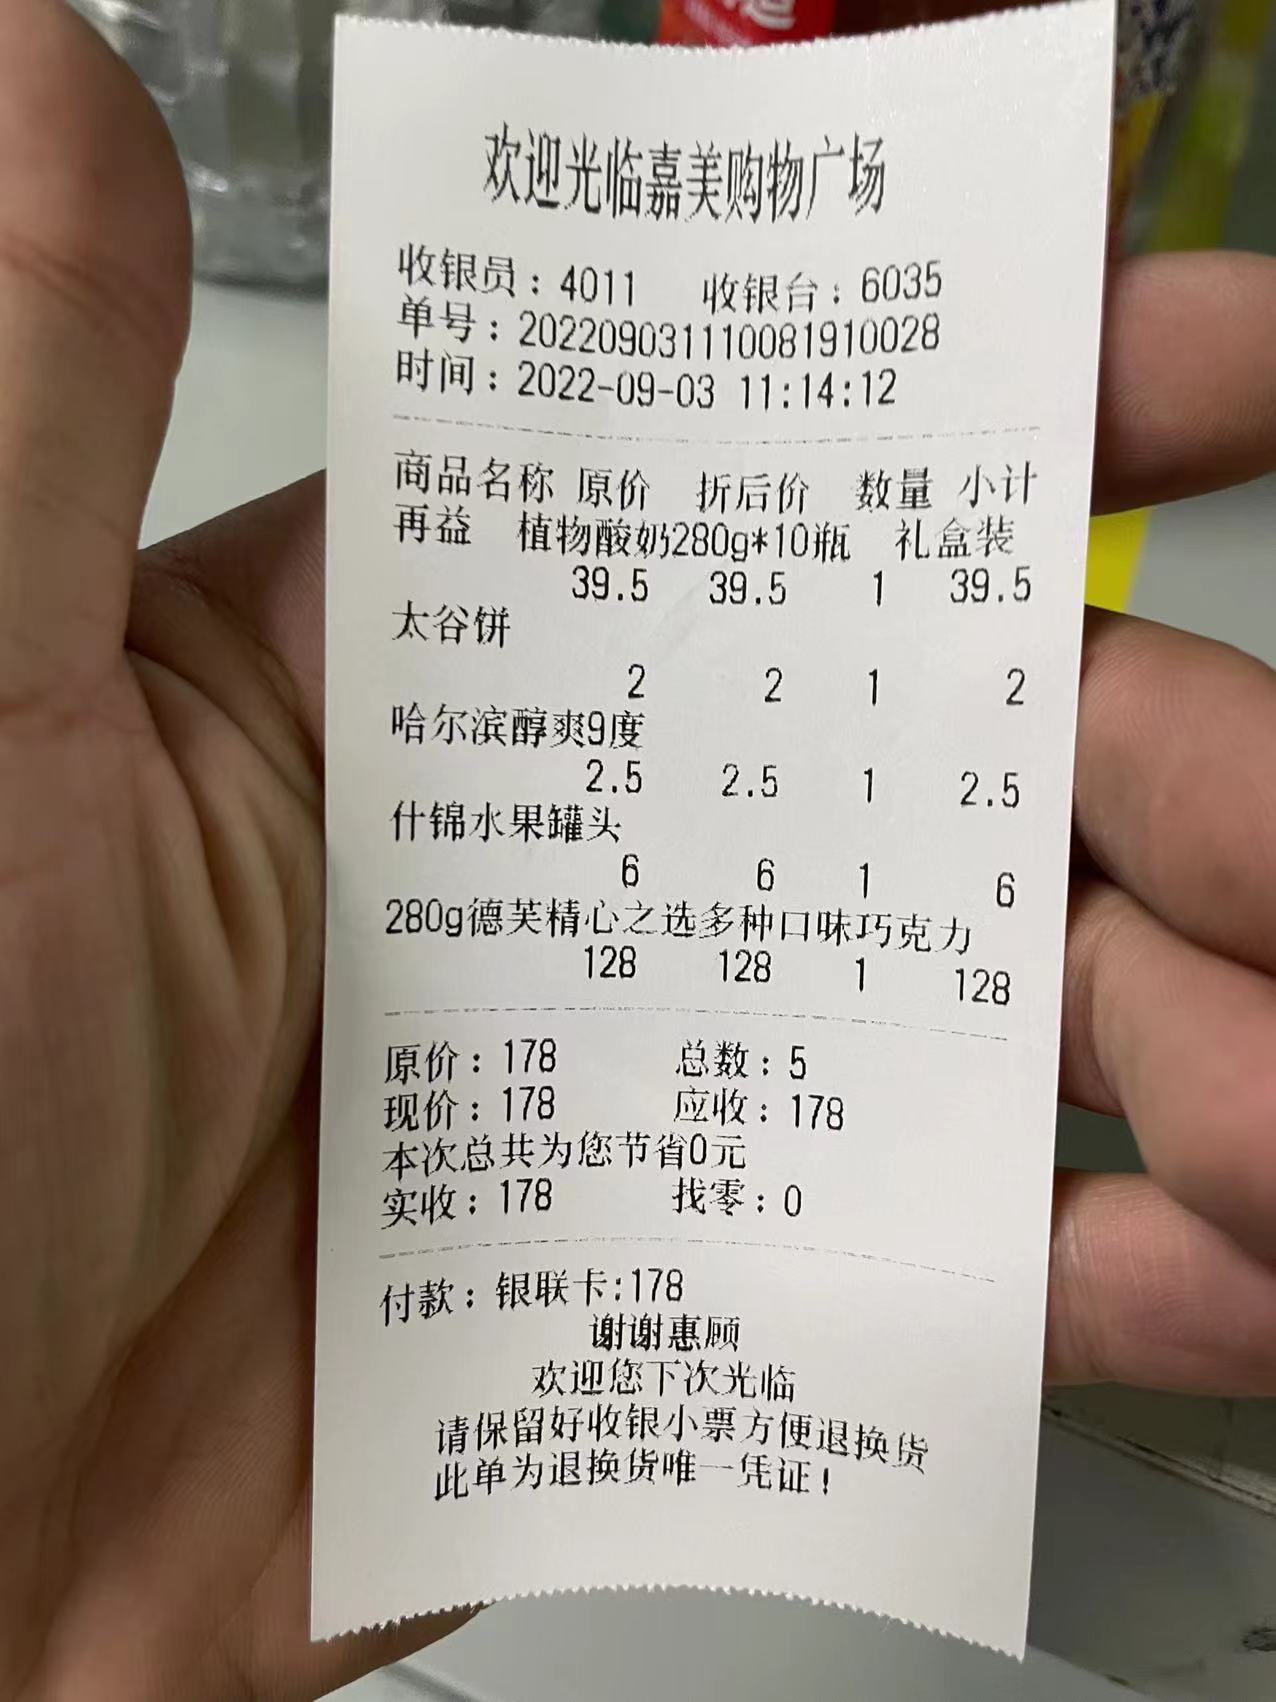 欢迎光临嘉美购物广场
收银员：4011 收银台：6035
单号：2022090311110081910028
时间：2022-09-03 11:14:12
商品名称 原价 折后价 数量 小计
再益 植物酸奶280g*10瓶 礼盒装
39.5 39.5 1 39.5
太谷饼
2 2 1 2
哈尔滨醇爽9度
2.5 2.5 1 2.5
什锦水果罐头
6 6 1 6
280g德芙精心之选多种口味巧克力
128 128 1 128
原价：178 总数：5
现价：178 应收：178
本次总共为您节省0元
实收：178 找零：0
付款：银联卡:178
谢谢惠顾
欢迎您下次光临
请保留好收银小票方便退换货
此单为退换货唯一凭证！